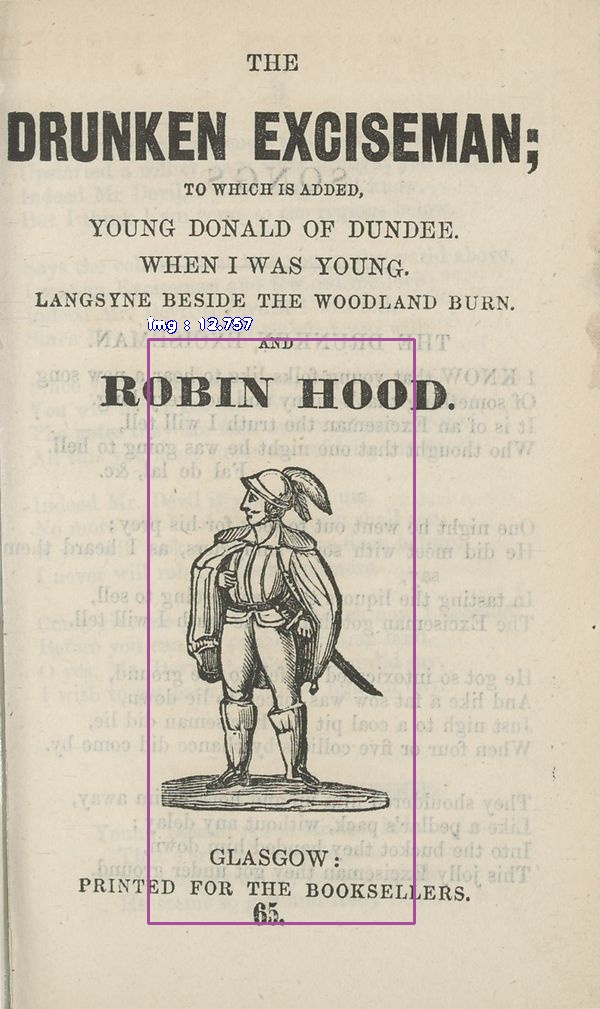 THE
DRUNKEN EXCISEMAN;
TO WHICH IS ADDED,
YOUNG DONALD OF DUNDEE.
WHEN I WAS YOUNG.
LANGSYNE BESIDE THE WOODLAND BURN.
img : 12.757
AND
ROBIN HOOD.
GLASGOW:
PRINTED FOR THE BOOKSELLERS.
65.